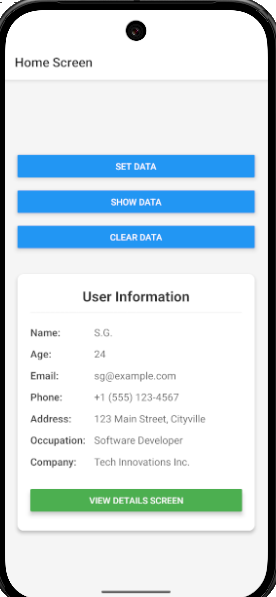 Home Screen
SET DATA
SHOW DATA
CLEAR DATA
User Information
Name: S.G.
Age: 24
Email: sg@example.com
Phone: +1 (555) 123-4567
Address: 123 Main Street, Cityville
Occupation: Software Developer
Company: Tech Innovations Inc.
VIEW DETAILS SCREEN